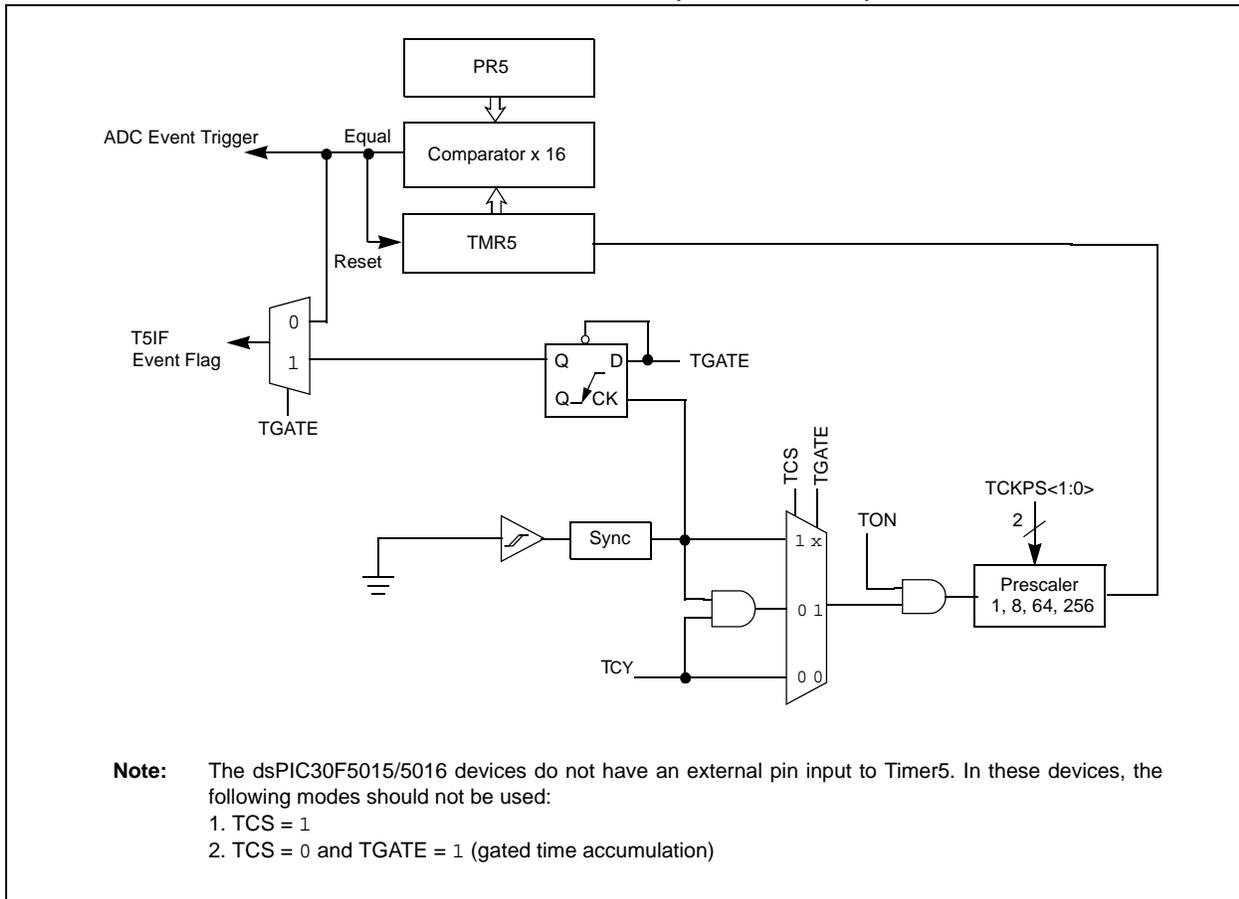 PR5
ADC Event Trigger
Equal
Comparator x 16
TMR5
Reset
0
T5IF
Event Flag
1
Q
D
TGATE
Q
CK
TGATE
TCS
TGATE
TCKPS<1:0>
TON
2
Sync
1 x
Prescaler
1, 8, 64, 256
0 1
TCY
0 0
Note: The dsPIC30F5015/5016 devices do not have an external pin input to Timer5. In these devices, the
following modes should not be used:
1. TCS = 1
2. TCS = 0 and TGATE = 1 (gated time accumulation)